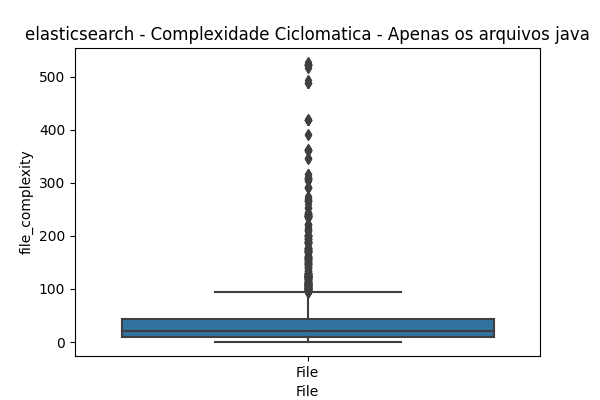 elasticsearch - Complexidade Ciclomatica - Apenas os arquivos java
file_complexity
500
400
300
200
100
0
File
File